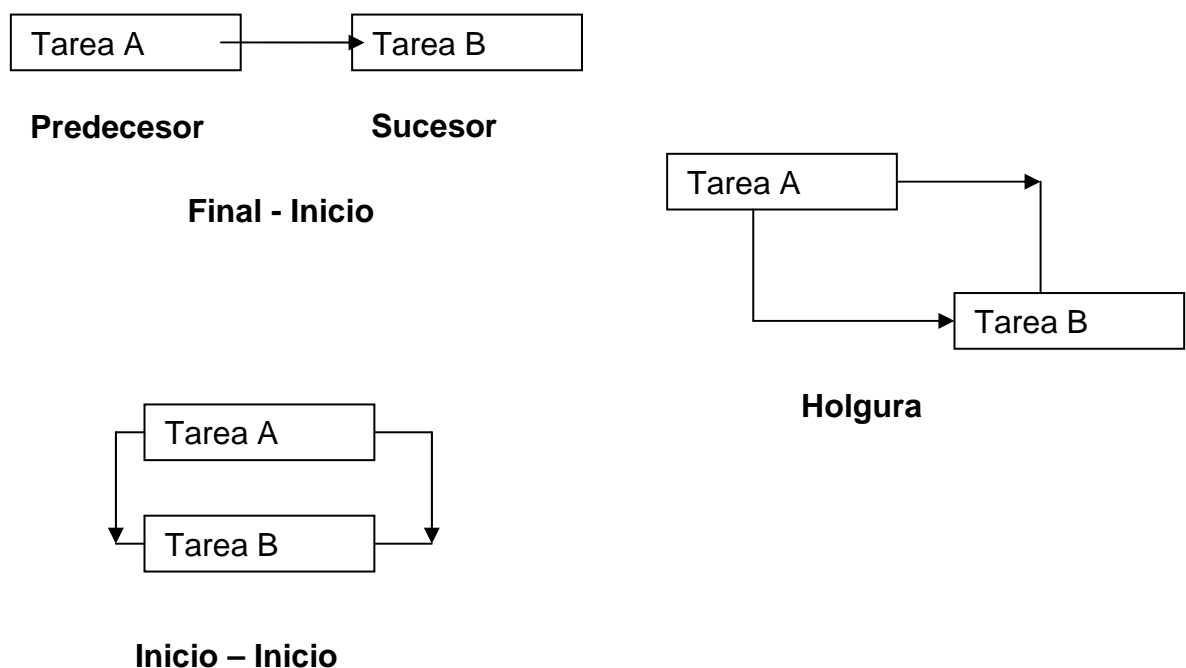 Tarea A
Tarea B
Predecesor
Sucesor
Final - Inicio
Tarea A
Tarea B
Holgura
Tarea A
Tarea B
Inicio – Inicio